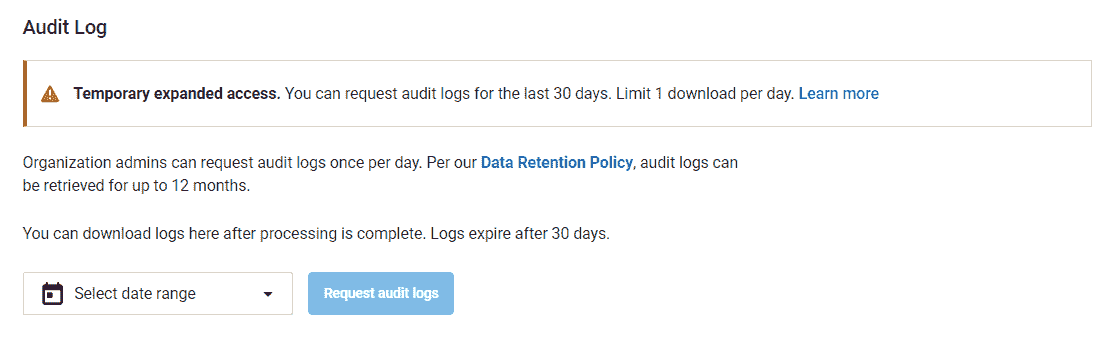 Audit Log
Temporary expanded access. You can request audit logs for the last 30 days. Limit 1 download per day. Learn more
Organization admins can request audit logs once per day. Per our Data Retention Policy, audit logs can
be retrieved for up to 12 months.
You can download logs here after processing is complete. Logs expire after 30 days.
Select date range
Request audit logs